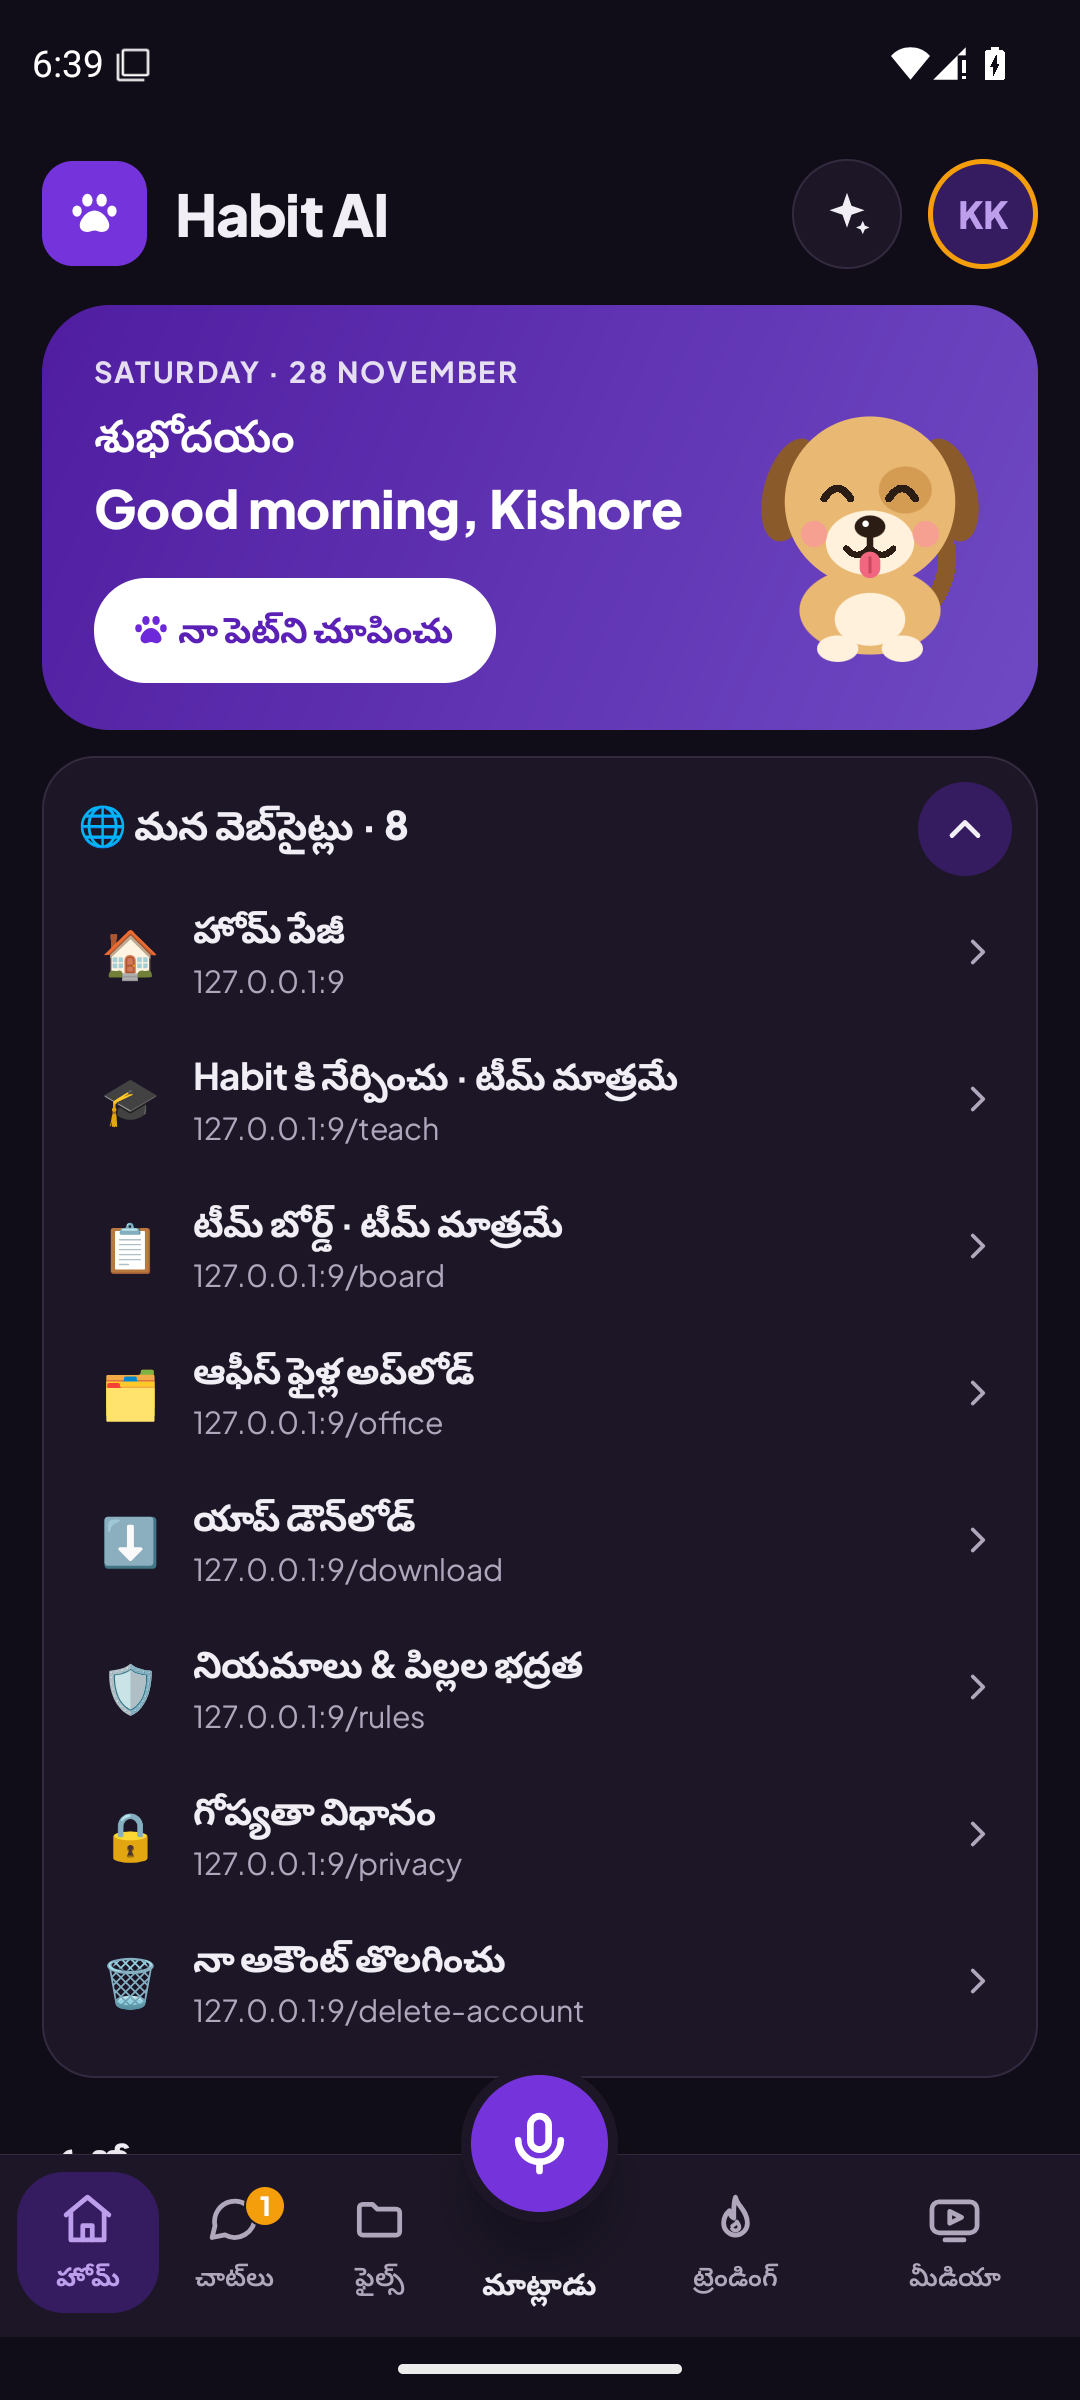 6:39
Habit AI
KK
SATURDAY · 28 NOVEMBER
శుభోదయం
Good morning, Kishore
నా పెట్‌ని చూపించు
మన వెబ్‌సైట్లు · 8
హోమ్ పేజీ
127.0.0.1:9
Habit కి నేర్పించు · టీమ్ మాత్రమే
127.0.0.1:9/teach
టీమ్ బోర్డ్ · టీమ్ మాత్రమే
127.0.0.1:9/board
ఆఫీస్ ఫైళ్ల అప్‌లోడ్
127.0.0.1:9/office
యాప్ డౌన్‌లోడ్
127.0.0.1:9/download
నియమాలు & పిల్లల భద్రత
127.0.0.1:9/rules
గోప్యతా విధానం
127.0.0.1:9/privacy
నా అకౌంట్ తొలగించు
127.0.0.1:9/delete-account
1
హోమ్
చాట్‌లు
ఫైల్స్
మాట్లాడు
ట్రెండింగ్
మీడియా